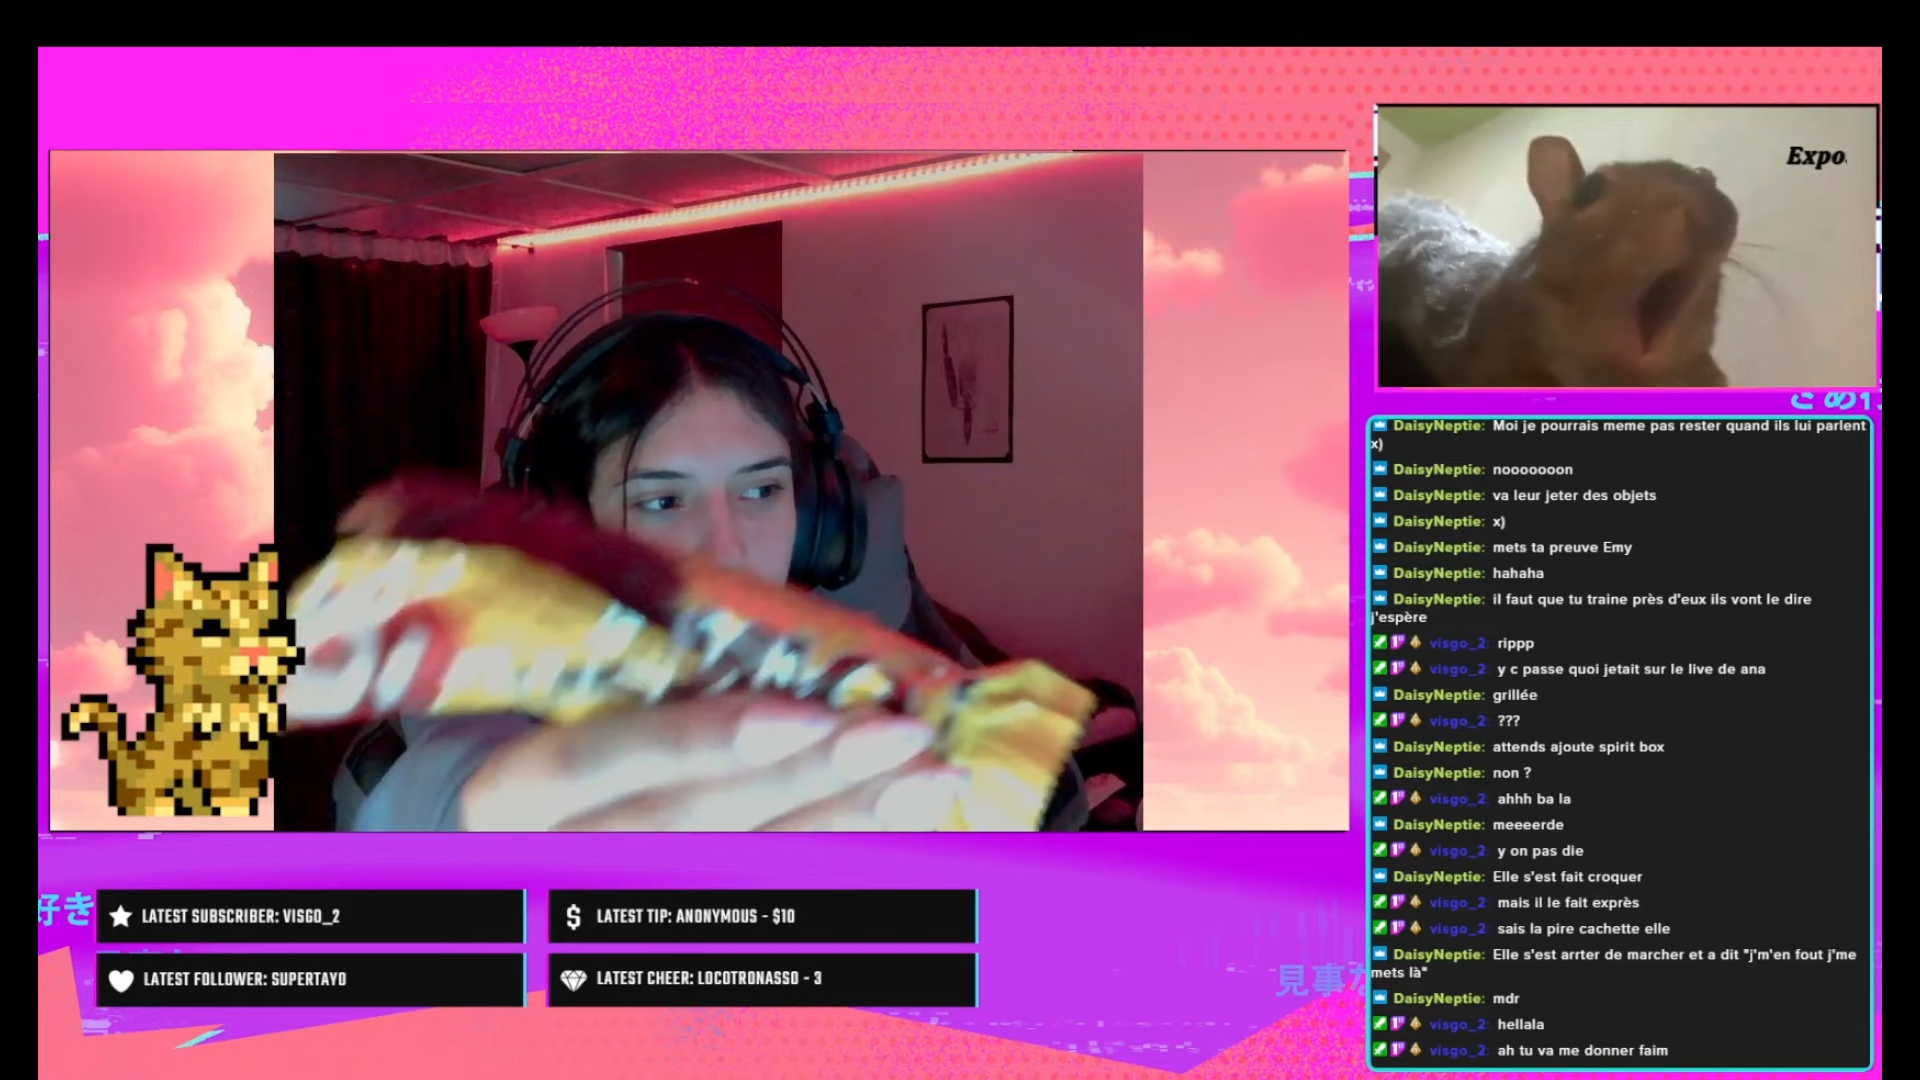 Expo
DaisyNeptie: Moi je pourrais meme pas rester quand ils lui parlent
x)
DaisyNeptie: nooooooon
DaisyNeptie: va leur jeter des objets
DaisyNeptie: x)
DaisyNeptie: mets ta preuve Emy
DaisyNeptie: hahaha
DaisyNeptie: il faut que tu traine près d'eux ils vont le dire
j'espère
visgo_2: rippp
visgo_2: y c passe quoi jetait sur le live de ana
DaisyNeptie: grillée
visgo_2: ???
DaisyNeptie: attends ajoute spirit box
DaisyNeptie: non ?
visgo_2: ahhh ba la
DaisyNeptie: meeeerde
visgo_2: y on pas die
DaisyNeptie: Elle s'est fait croquer
visgo_2: mais il le fait exprès
visgo_2: sais la pire cachette elle
DaisyNeptie: Elle s'est arrter de marcher et a dit "j'm'en fout j'me
mets là"
DaisyNeptie: mdr
visgo_2: hellala
visgo_2: ah tu va me donner faim
好き
LATEST SUBSCRIBER: VISGO_2
LATEST TIP: ANONYMOUS - $10
LATEST FOLLOWER: SUPERTAYD
LATEST CHEER: LOCOTRONASSO - 3
見事な